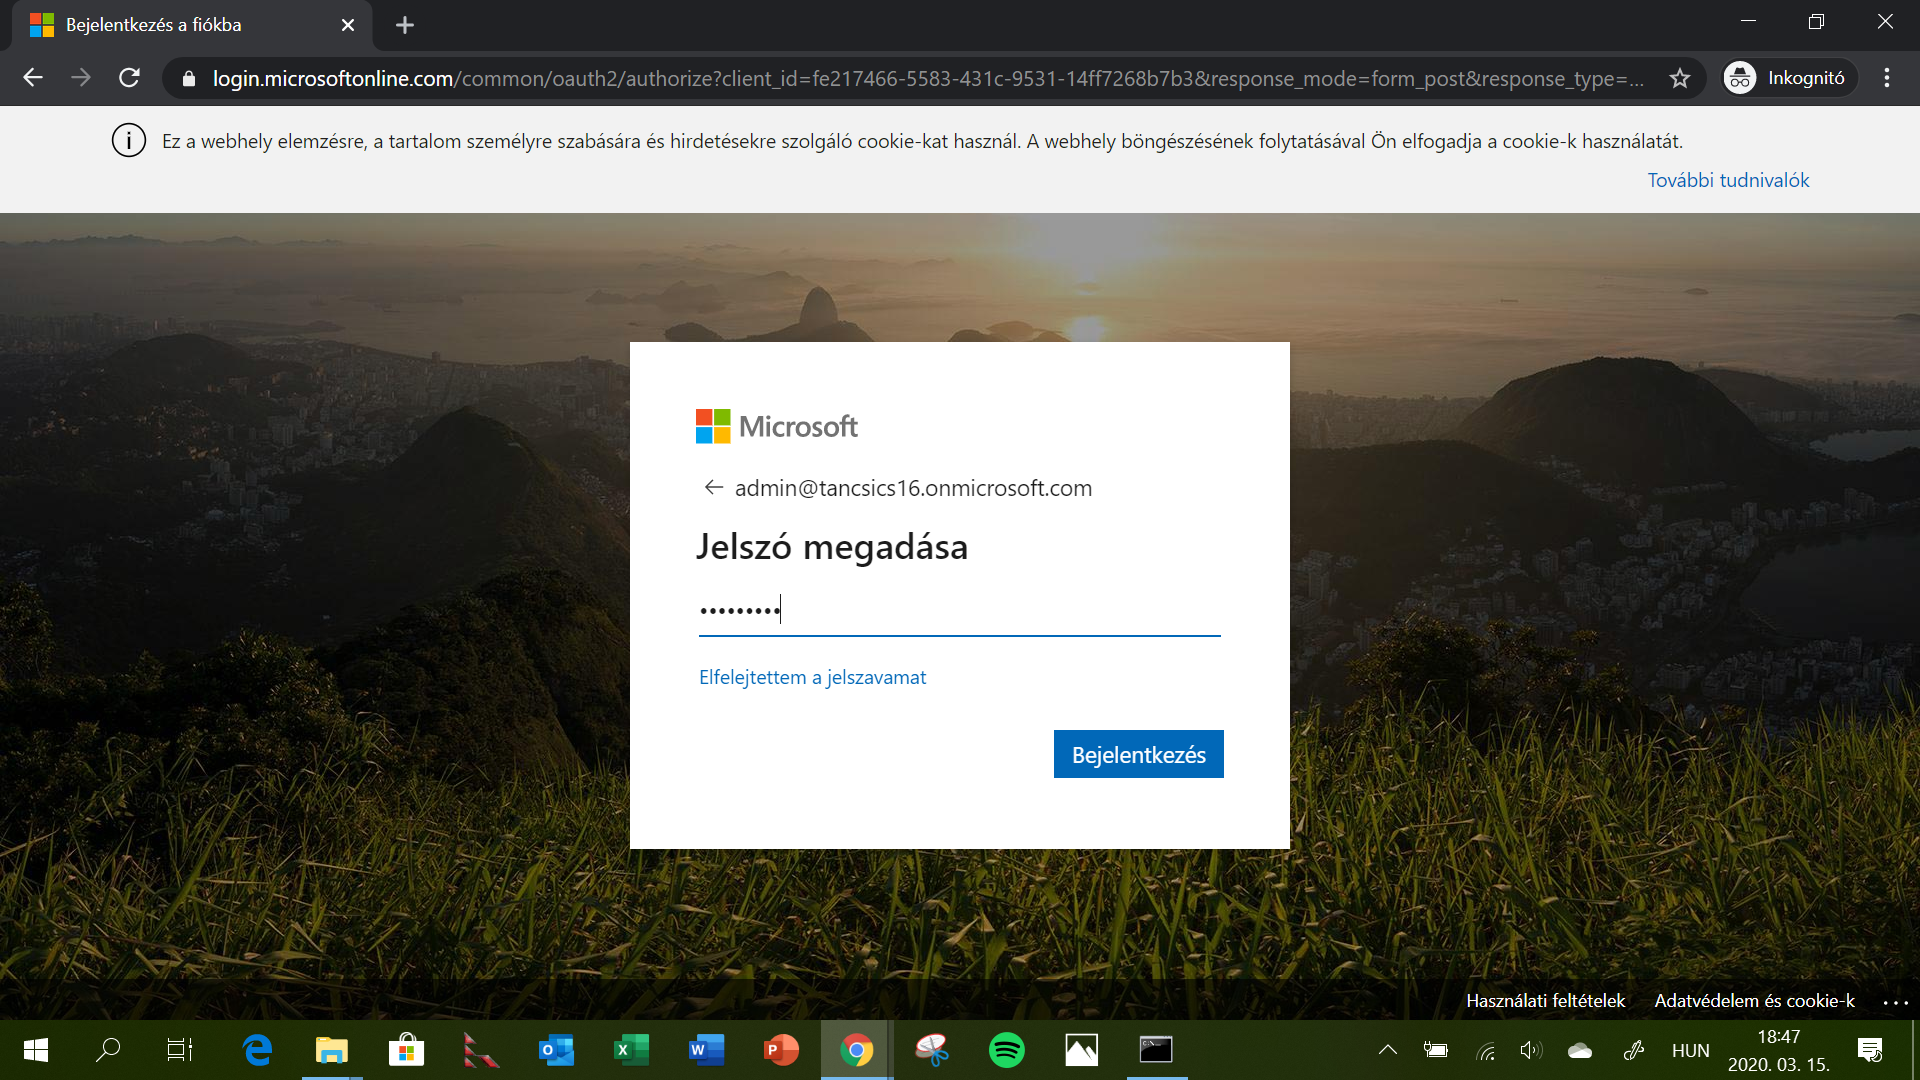 Bejelentkezés a fiókba
login.microsoftonline.com/common/oauth2/authorize?client_id=fe217466-5583-431c-9531-14ff7268b7b3&response_mode=form_post&response_type=...
Inkognitó
Ez a webhely elemzésre, a tartalom személyre szabására és hirdetésekre szolgáló cookie-kat használ. A webhely böngészésének folytatásával Ön elfogadja a cookie-k használatát.
További tudnivalók
Microsoft
admin@tancsics16.onmicrosoft.com
Jelszó megadása
•••••••••
Elfelejtettem a jelszavamat
Bejelentkezés
Használati feltételek
Adatvédelem és cookie-k
...
HUN
18:47
2020. 03. 15.